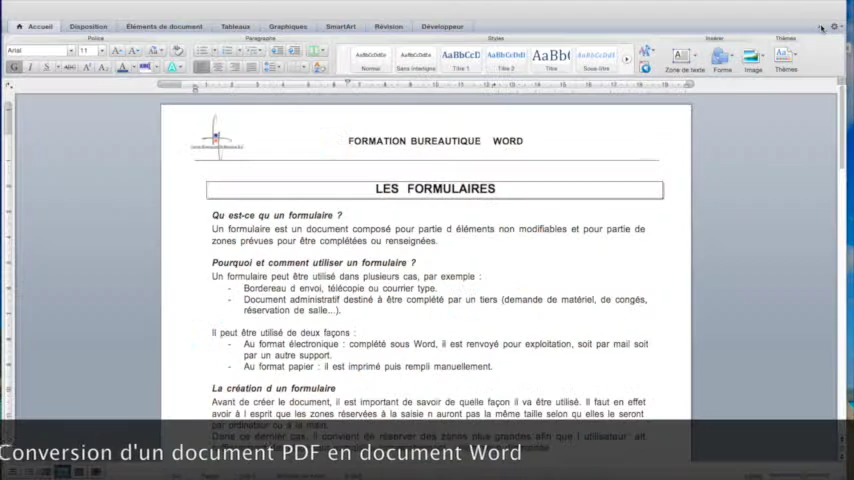 Accueil Disposition Éléments de document Tableaux Graphiques SmartArt Révision Développeur
Police Paragraphe Styles Insérer Thèmes
Arial 11
AaBbCcDdEe AaBbCcDdEe AaBbCcD AaBbCcDdE AaBb( AaBbCcDdE
Normal Sans interligne Titre 1 Titre 2 Titre Sous-titre
Zone de texte Forme Image Thèmes
FORMATION BUREAUTIQUE WORD
LES FORMULAIRES
Qu est-ce qu un formulaire ?
Un formulaire est un document composé pour partie d éléments non modifiables et pour partie de
zones prévues pour être complétées ou renseignées.
Pourquoi et comment utiliser un formulaire ?
Un formulaire peut être utilisé dans plusieurs cas, par exemple :
- Bordereau d envoi, télécopie ou courrier type.
- Document administratif destiné à être complété par un tiers (demande de matériel, de congés,
réservation de salle...).
Il peut être utilisé de deux façons :
- Au format électronique : complété sous Word, il est renvoyé pour exploitation, soit par mail soit
par un autre support.
- Au format papier : il est imprimé puis rempli manuellement.
La création d un formulaire
Avant de créer le document, il est important de savoir de quelle façon il va être utilisé. Il faut en effet
avoir à l esprit que les zones réservées à la saisie n auront pas la même taille selon qu elles le seront
par ordinateur ou à la main.
Dans ce dernier cas, il convient de réserver des zones plus grandes afin que l utilisateur ait
Conversion d'un document PDF en document Word